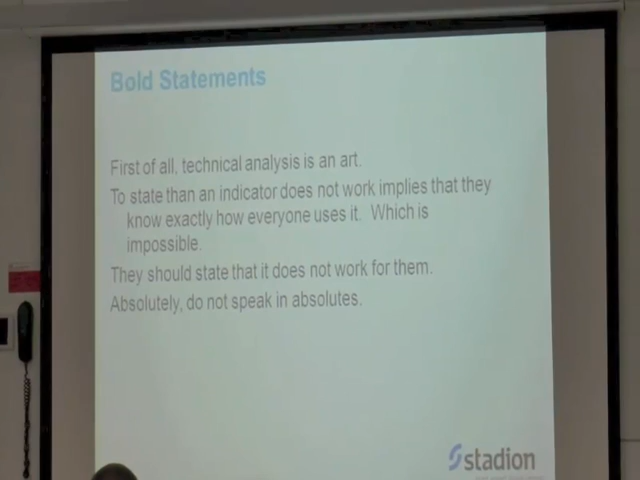 Bold Statements
First of all, technical analysis is an art.
To state than an indicator does not work implies that they
know exactly how everyone uses it. Which is
impossible.
They should state that it does not work for them.
Absolutely, do not speak in absolutes.
stadion